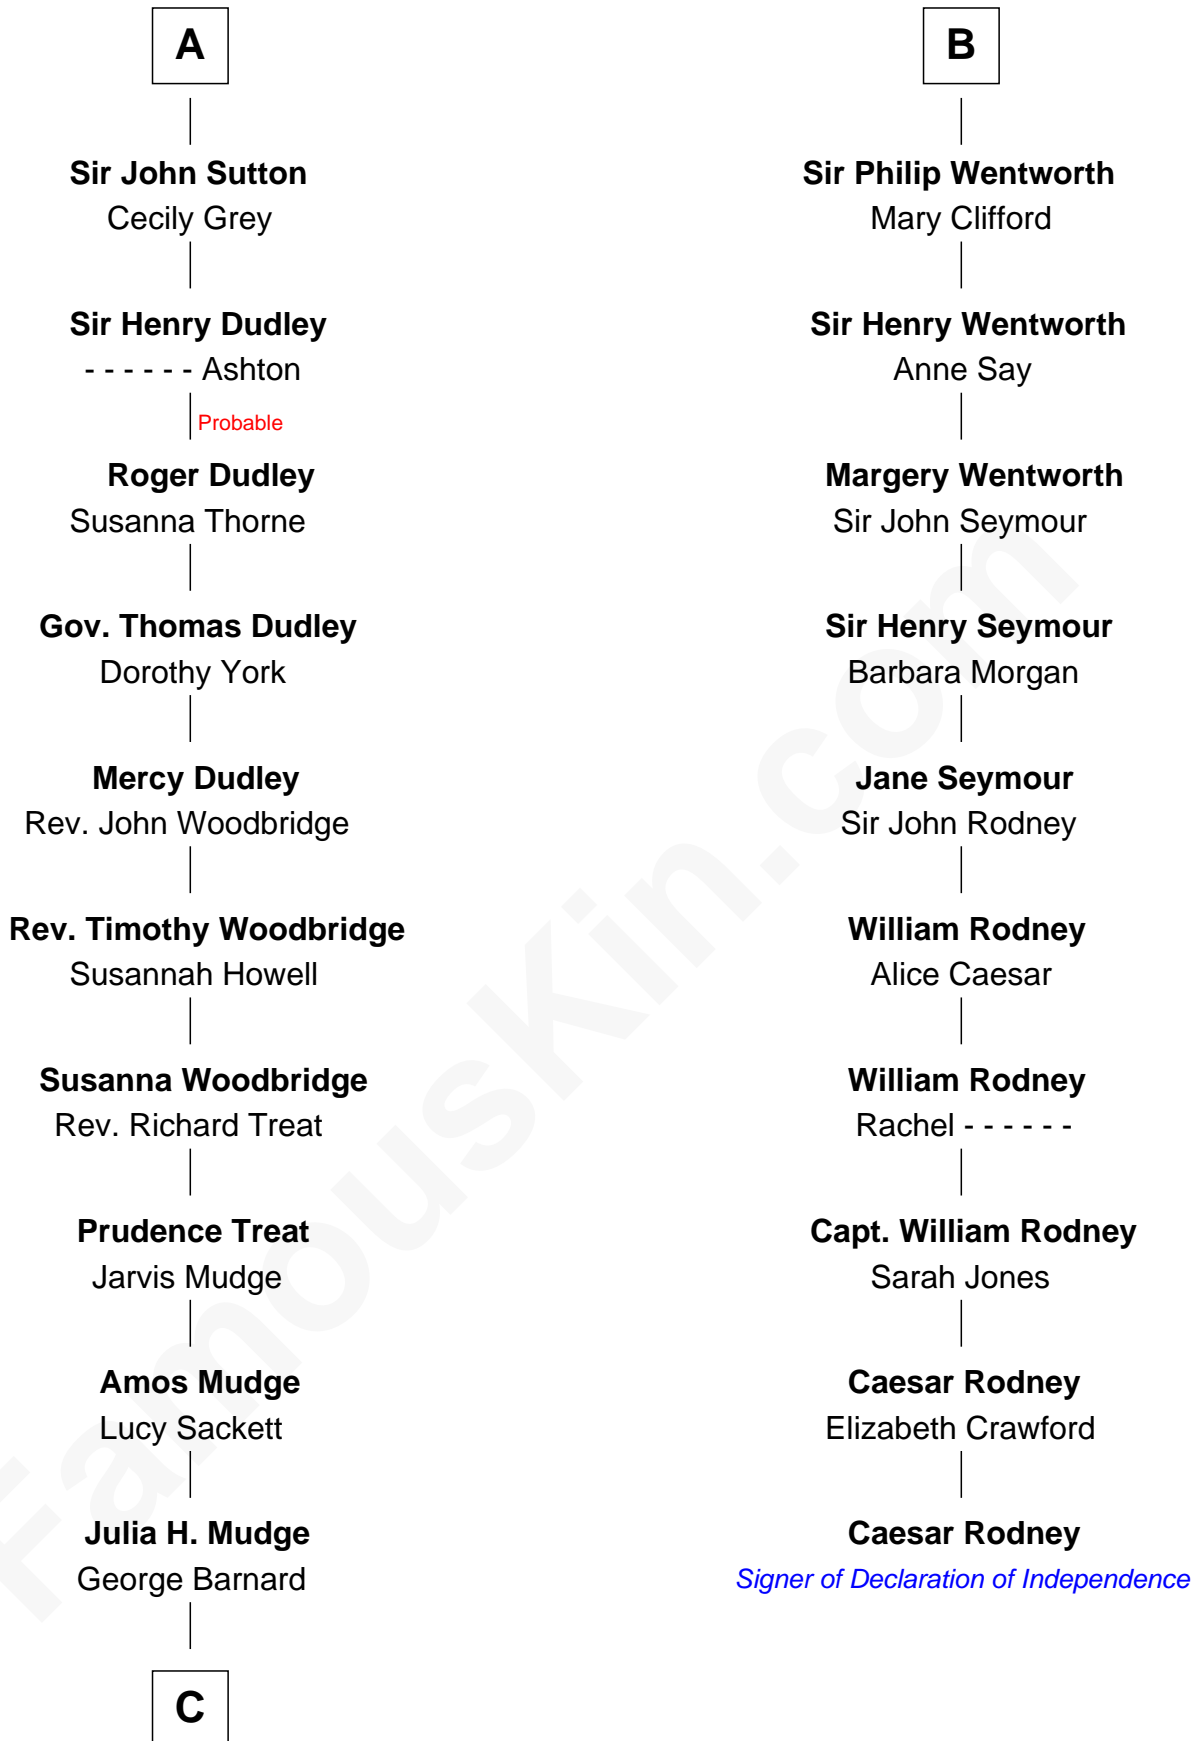 A
Sir John Sutton
Cecily Grey
Sir Henry Dudley
- - - - - - Ashton
Probable
Roger Dudley
Susanna Thorne
Gov. Thomas Dudley
Dorothy York
Mercy Dudley
Rev. John Woodbridge
Rev. Timothy Woodbridge
Susannah Howell
Susanna Woodbridge
Rev. Richard Treat
Prudence Treat
Jarvis Mudge
Amos Mudge
Lucy Sackett
Julia H. Mudge
George Barnard
C
B
Sir Philip Wentworth
Mary Clifford
Sir Henry Wentworth
Anne Say
Margery Wentworth
Sir John Seymour
Sir Henry Seymour
Barbara Morgan
Jane Seymour
Sir John Rodney
William Rodney
Alice Caesar
William Rodney
Rachel - - - - - -
Capt. William Rodney
Sarah Jones
Caesar Rodney
Elizabeth Crawford
Caesar Rodney
Signer of Declaration of Independence
FamousKin.com